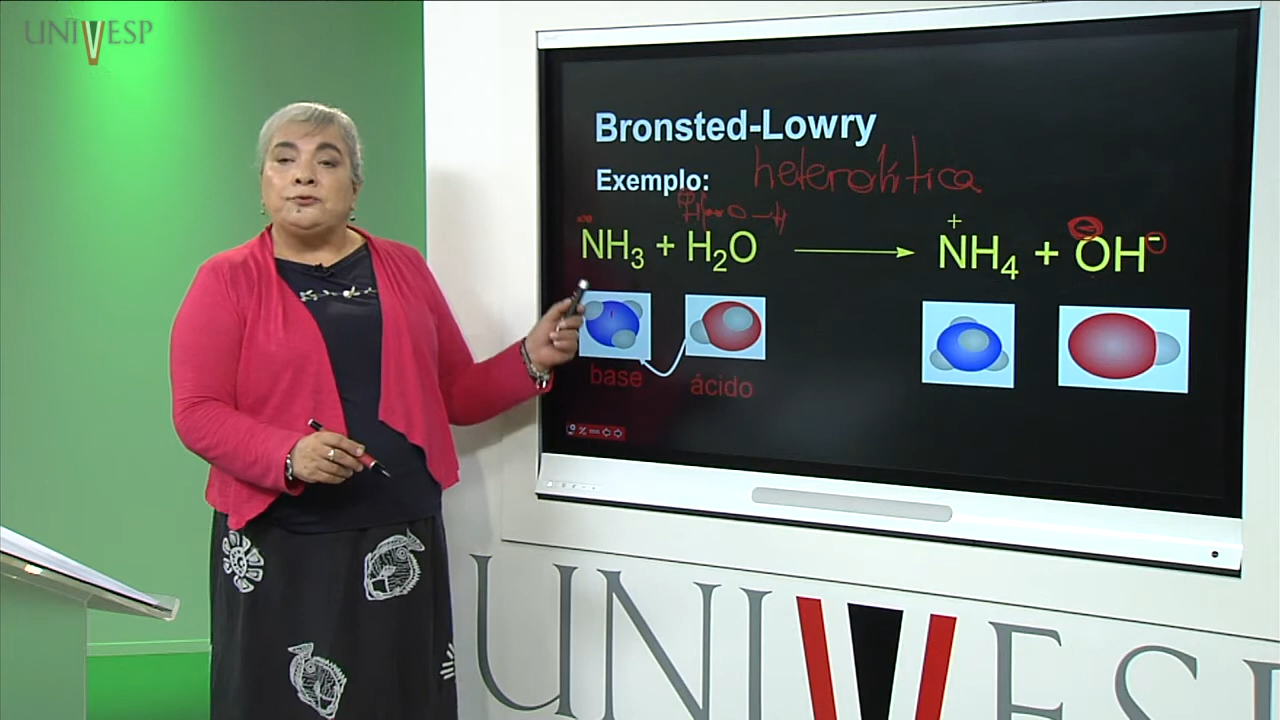 UNIVESP
Bronsted-Lowry
heterolítica
Exemplo:
NH₃ + H₂O → NH₄⁺ + OH⁻
base
ácido
UNIVESP